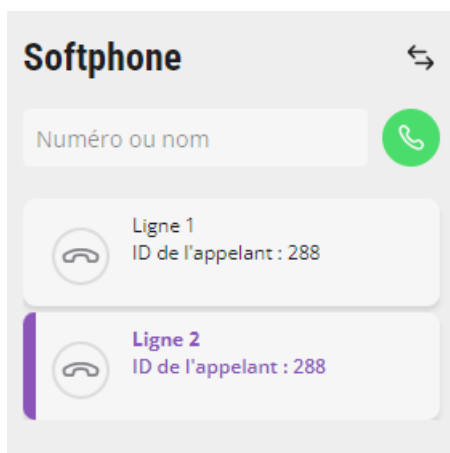 Softphone
Numéro ou nom
Ligne 1
ID de l'appelant : 288
Ligne 2
ID de l'appelant : 288